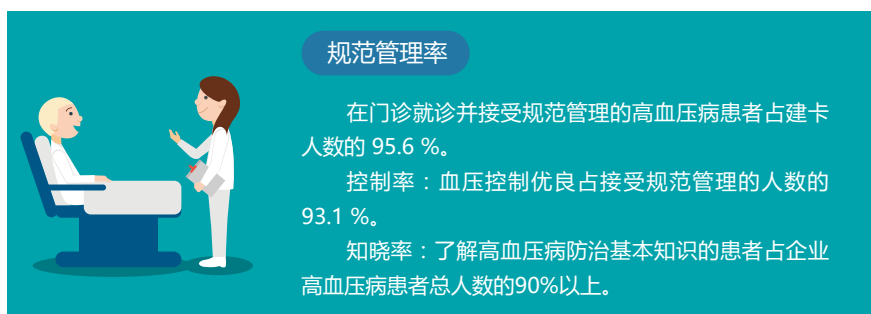 规范管理率
在门诊就诊并接受规范管理的高血压病患者占建卡
人数的 95.6 %。
控制率：血压控制优良占接受规范管理的人数的
93.1 %。
知晓率：了解高血压病防治基本知识的患者占企业
高血压病患者总人数的90%以上。